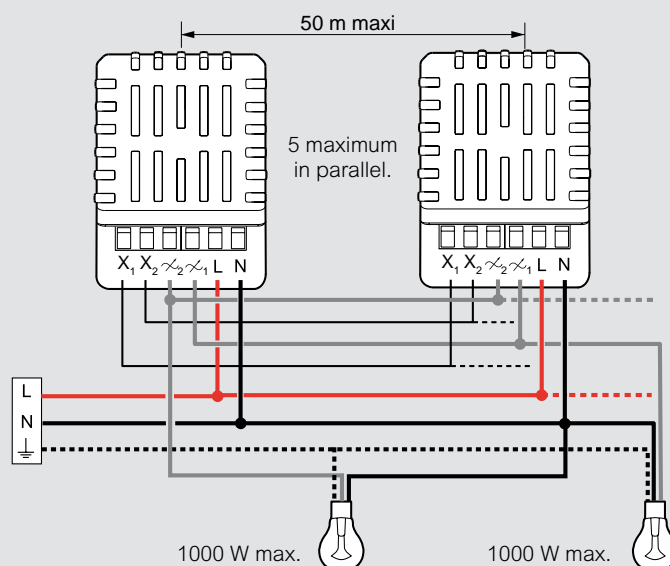 50 m maxi
5 maximum
in parallel.
X₁ X₂ ⌿₂ ⌿₁ L N
X₁ X₂ ⌿₂ ⌿₁ L N
L
N
⏚
1000 W max.
1000 W max.